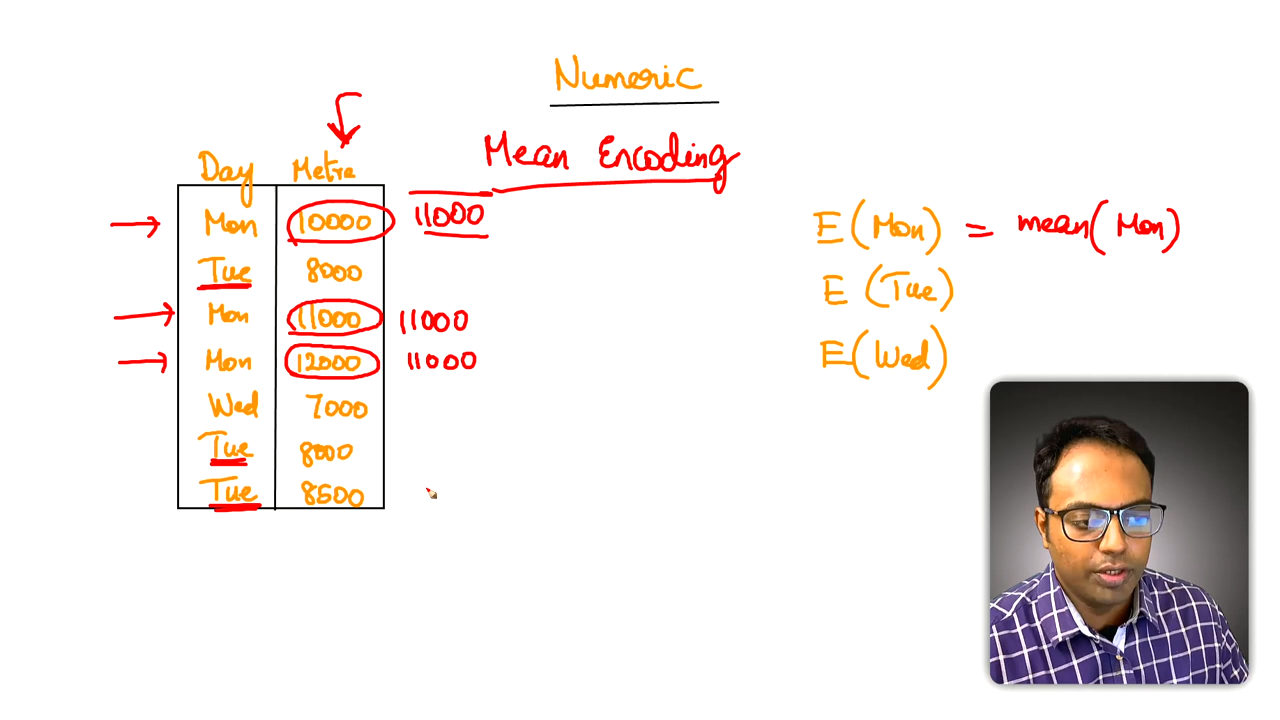 Numeric
Mean Encoding
Day Metro
Mon 10000 11000
Tue 8000
Mon 11000 11000
Mon 12000 11000
Wed 7000
Tue 8000
Tue 8500
E(Mon) = mean(Mon)
E(Tue)
E(Wed)